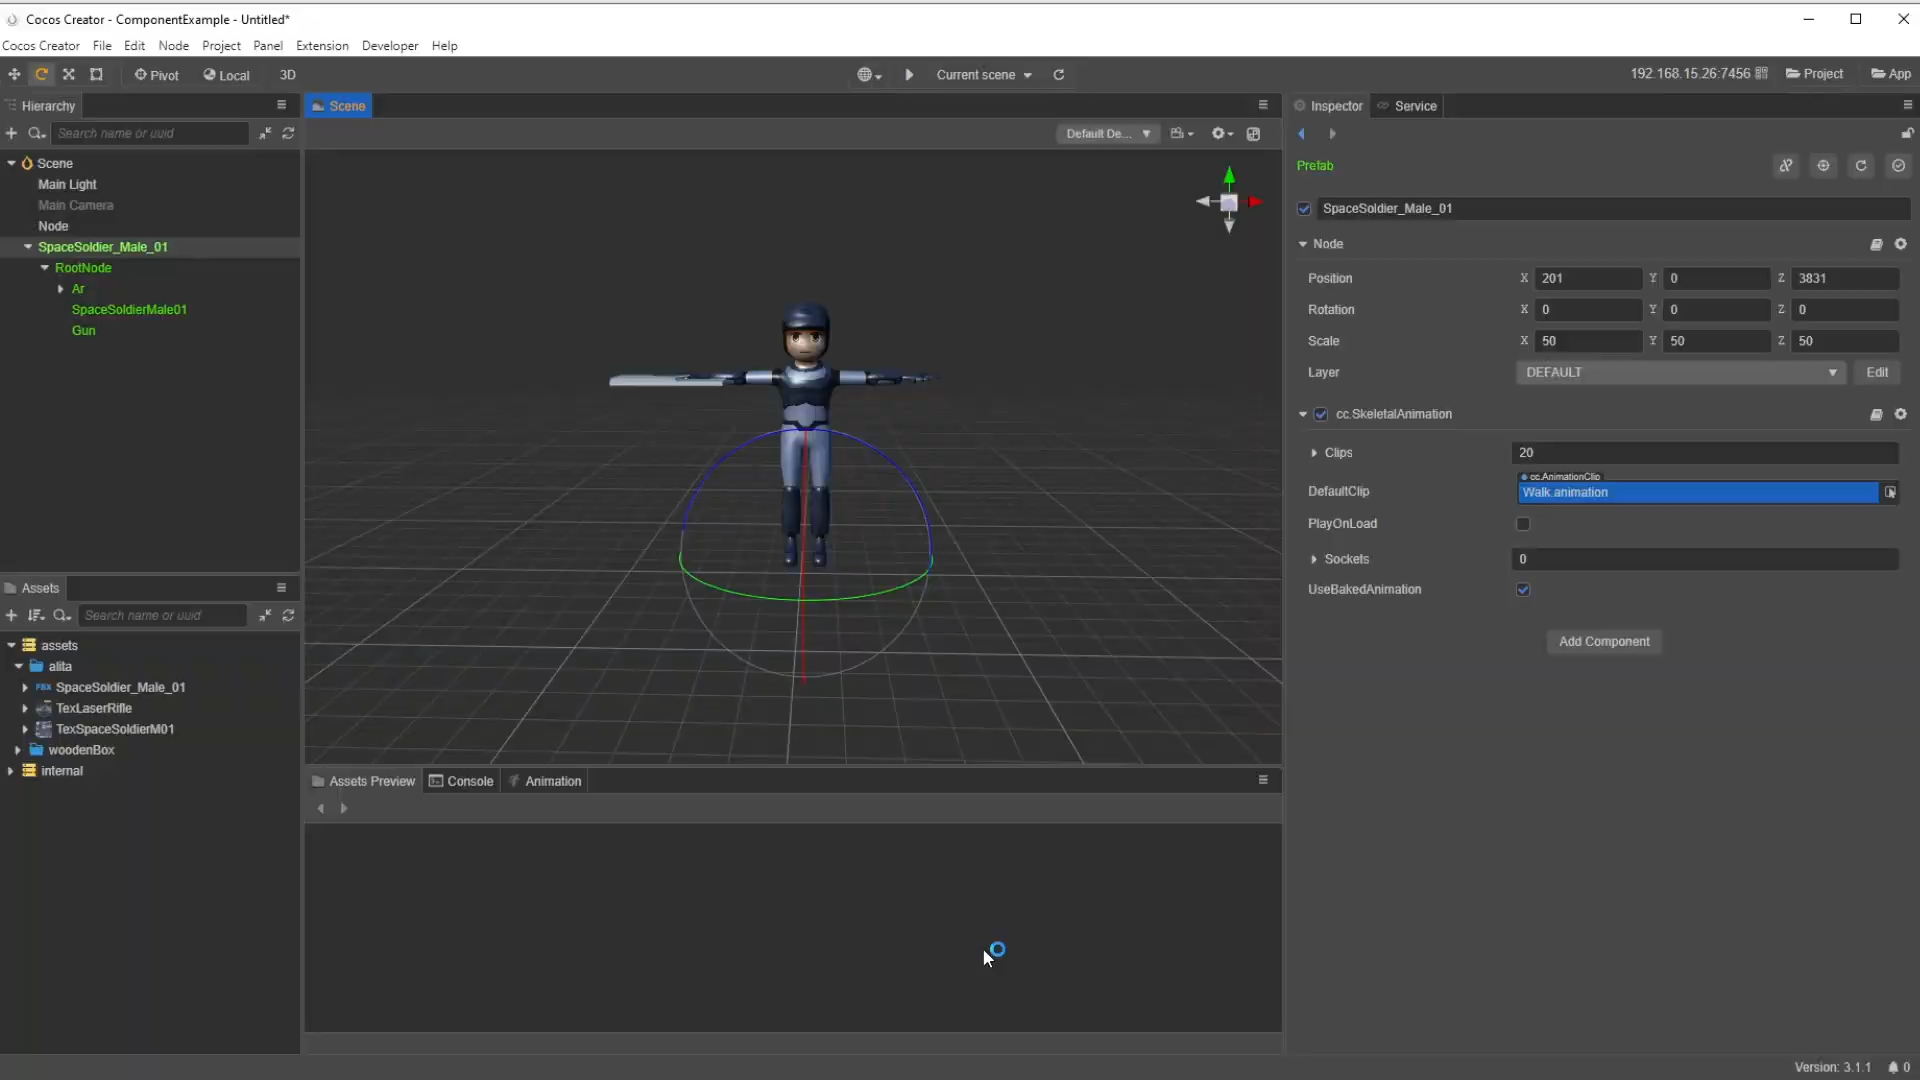 Cocos Creator - ComponentExample - Untitled*
Cocos Creator File Edit Node Project Panel Extension Developer Help
Pivot Local 3D Current scene 192.168.15.26:7456 Project App
Hierarchy
Search name or uuid
Scene
Main Light
Main Camera
Node
SpaceSoldier_Male_01
RootNode
Ar
SpaceSoldierMale01
Gun
Assets
Search name or uuid
assets
alita
FBX SpaceSoldier_Male_01
TexLaserRifle
TexSpaceSoldierM01
woodenBox
internal
Scene
Default De...
Assets Preview Console Animation
Inspector Service
Prefab
SpaceSoldier_Male_01
Node
Position X 201 Y 0 Z 3831
Rotation X 0 Y 0 Z 0
Scale X 50 Y 50 Z 50
Layer DEFAULT Edit
cc.SkeletalAnimation
Clips 20
cc.AnimationClip
DefaultClip Walk.animation
PlayOnLoad
Sockets 0
UseBakedAnimation
Add Component
Version: 3.1.1 0